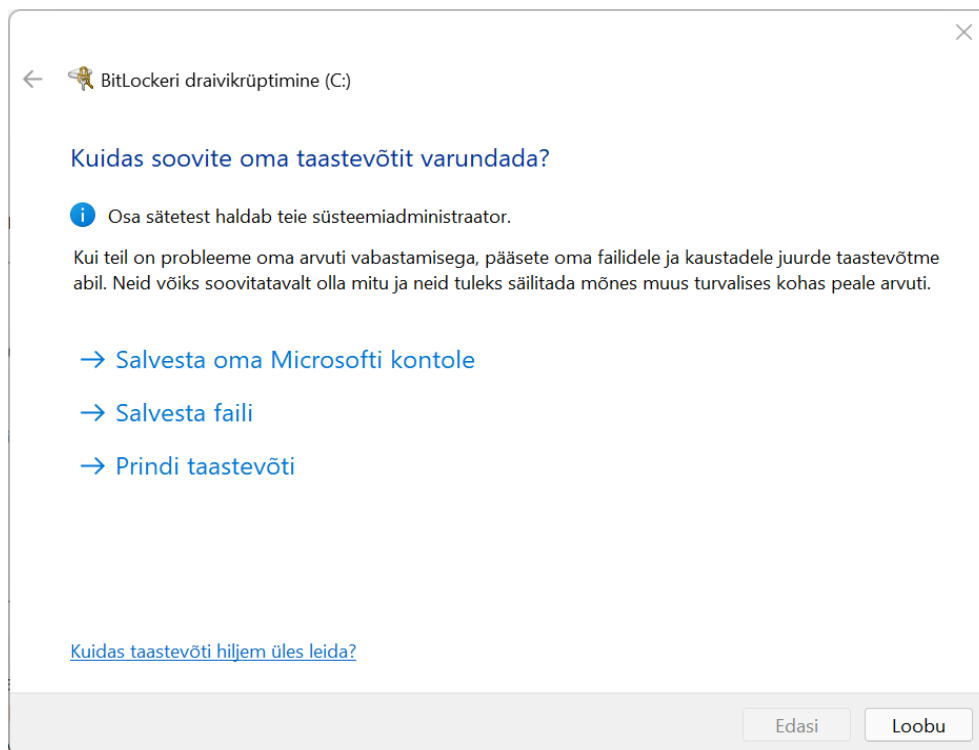 BitLockeri draivikrüptimine (C:)
Kuidas soovite oma taastevõtit varundada?
Osa sätetest haldab teie süsteemiadministraator.
Kui teil on probleeme oma arvuti vabastamisega, pääsete oma failidele ja kaustadele juurde taastevõtme
abil. Neid võiks soovitatavalt olla mitu ja neid tuleks säilitada mõnes muus turvalises kohas peale arvuti.
Salvesta oma Microsofti kontole
Salvesta faili
Prindi taastevõti
Kuidas taastevõti hiljem üles leida?
Edasi
Loobu